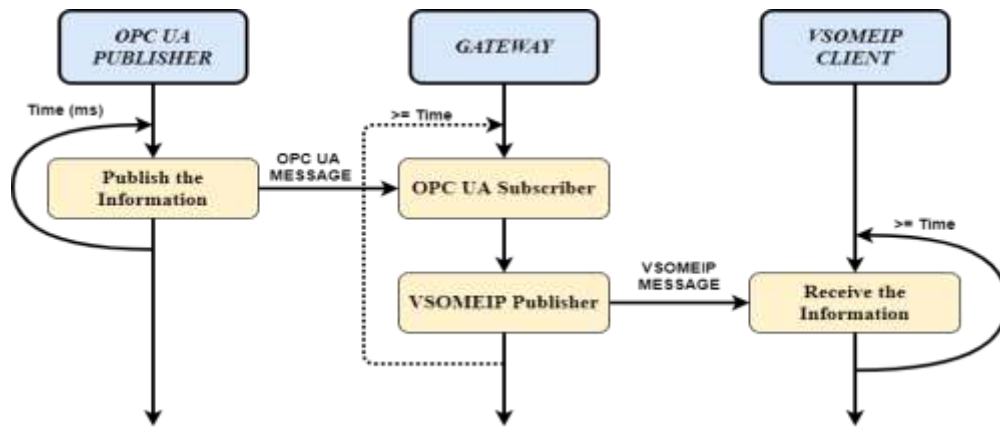 OPC UA
PUBLISHER
GATEWAY
VSOMEIP
CLIENT
Time (ms)
>= Time
Publish the
Information
OPC UA
MESSAGE
OPC UA Subscriber
>= Time
VSOMEIP Publisher
VSOMEIP
MESSAGE
Receive the
Information